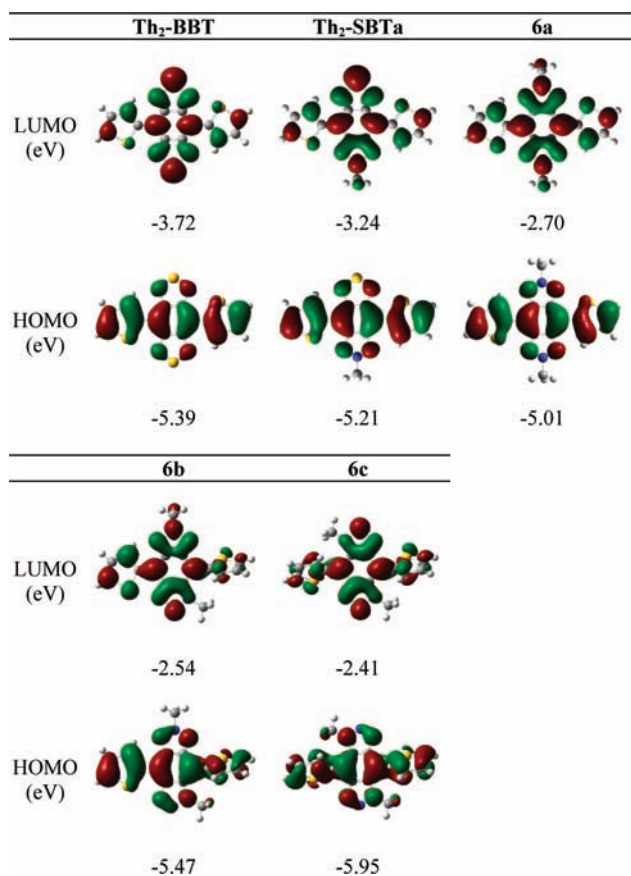 Th₂-BBT Th₂-SBTa 6a
LUMO
(eV)
-3.72 -3.24 -2.70
HOMO
(eV)
-5.39 -5.21 -5.01
6b 6c
LUMO
(eV)
-2.54 -2.41
HOMO
(eV)
-5.47 -5.95